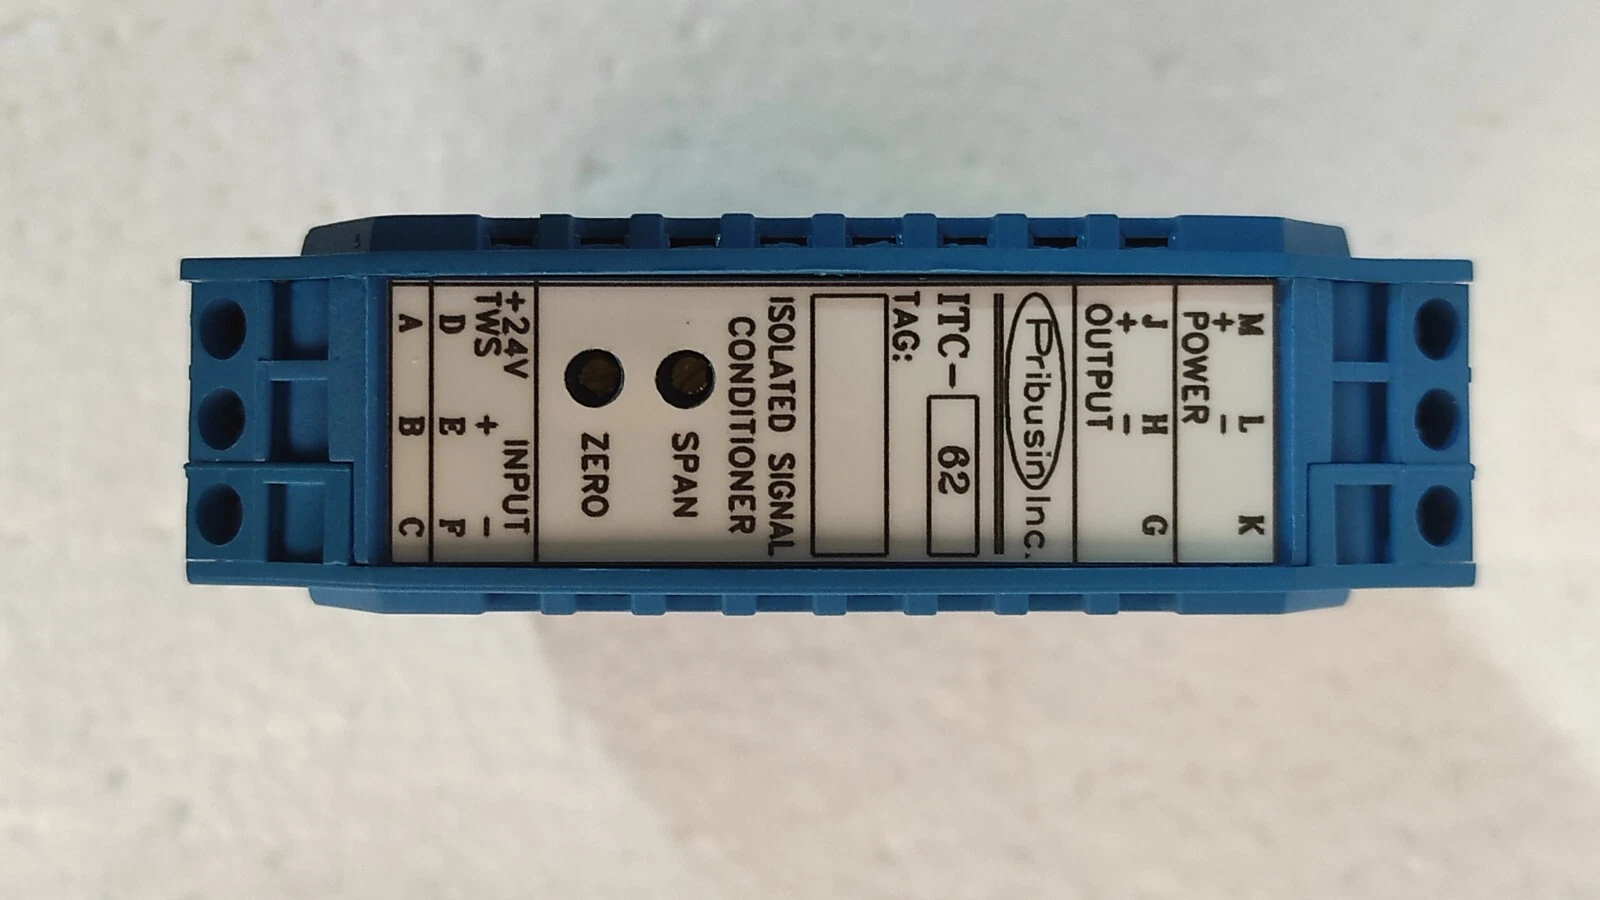 M L K
+ -
POWER
J H G
+ -
OUTPUT
Pribusin Inc.
ITC- 62
TAG:
ISOLATED SIGNAL
CONDITIONER
SPAN
ZERO
+24V INPUT
TWS + -
D E F
A B C